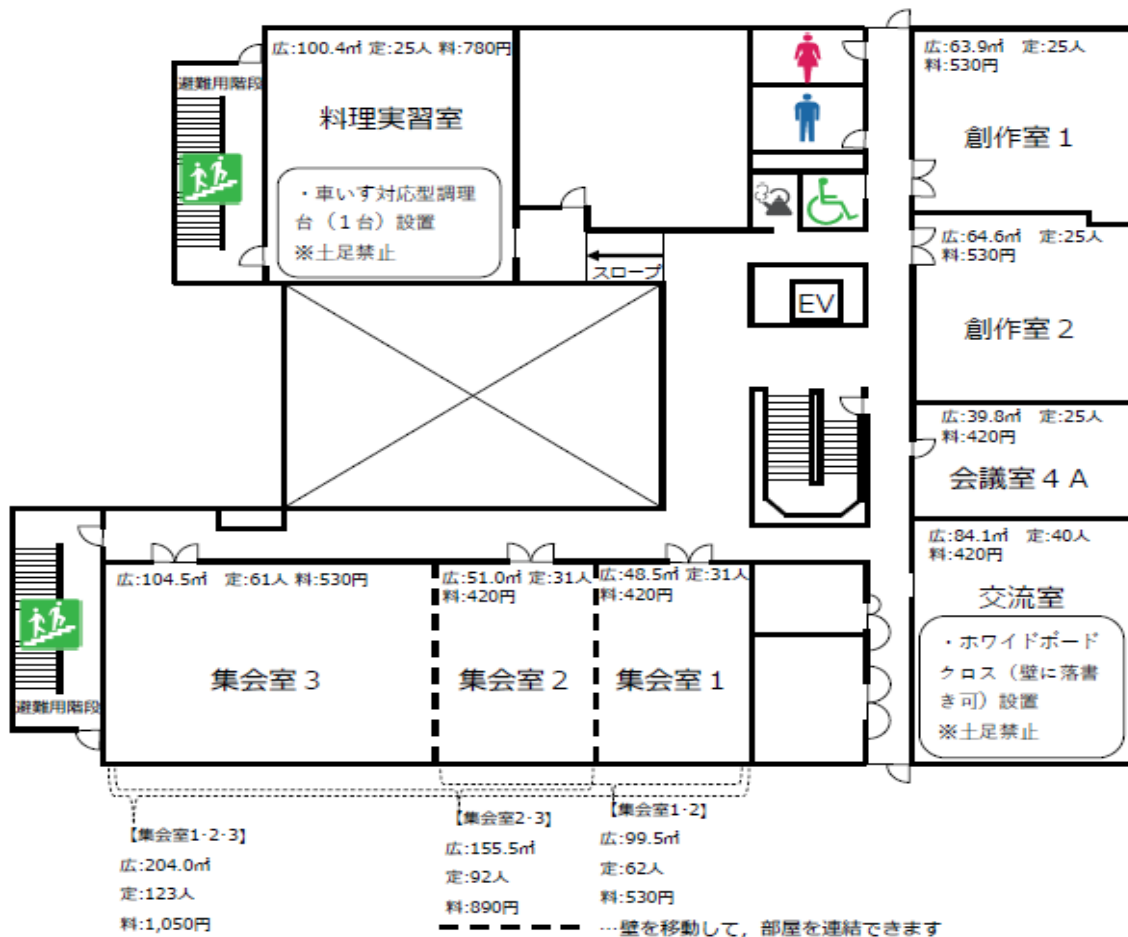 広:100.4㎡ 定:25人 料:780円
避難用階段
料理実習室
・車いす対応型調理
台（１台）設置
※土足禁止
スロープ
EV
広:63.9㎡ 定:25人
料:530円
創作室１
広:64.6㎡ 定:25人
料:530円
創作室２
広:39.8㎡ 定:25人
料:420円
会議室４Ａ
広:84.1㎡ 定:40人
料:420円
交流室
・ホワイドボード
クロス（壁に落書
き可）設置
※土足禁止
広:104.5㎡ 定:61人 料:530円
集会室３
広:51.0㎡ 定:31人
料:420円
集会室２
広:48.5㎡ 定:31人
料:420円
集会室１
避難用階段
【集会室1･2･3】
広:204.0㎡
定:123人
料:1,050円
【集会室2･3】
広:155.5㎡
定:92人
料:890円
【集会室1･2】
広:99.5㎡
定:62人
料:530円
…壁を移動して，部屋を連結できます